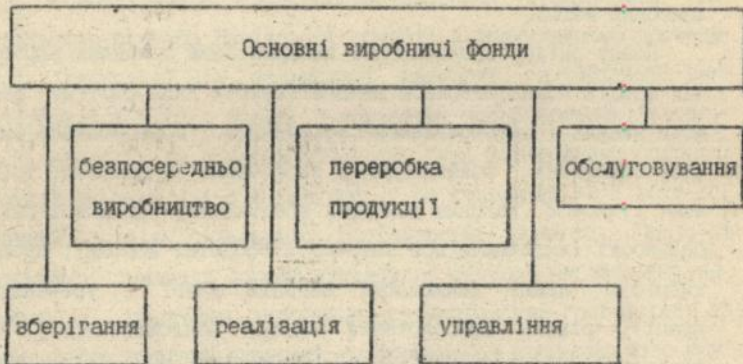 Основні виробничі фонди
безпосередньо
виробництво
переробка
продукції
обслуговування
зберігання
реалізація
управління